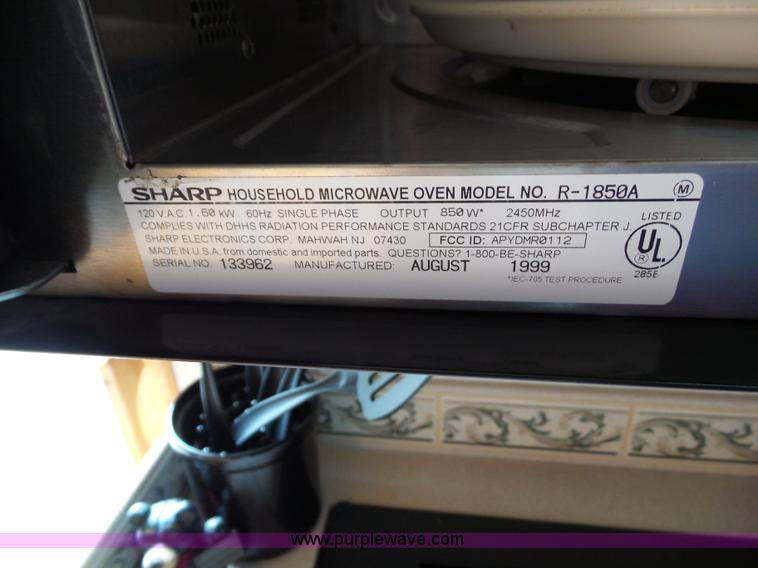 SHARP HOUSEHOLD MICROWAVE OVEN MODEL NO. R-1850A M
120 V A.C. 1.60 kW 60Hz SINGLE PHASE OUTPUT 850 W* 2450MHz
COMPLIES WITH DHHS RADIATION PERFORMANCE STANDARDS 21CFR SUBCHAPTER J.
SHARP ELECTRONICS CORP. MAHWAH NJ 07430 FCC ID: APYDMR0112
MADE IN U.S.A. from domestic and imported parts. QUESTIONS? 1-800-BE-SHARP
SERIAL NO. 133962 MANUFACTURED: AUGUST 1999
*IEC-705 TEST PROCEDURE
LISTED
UL ®
285E
www.purplewave.com